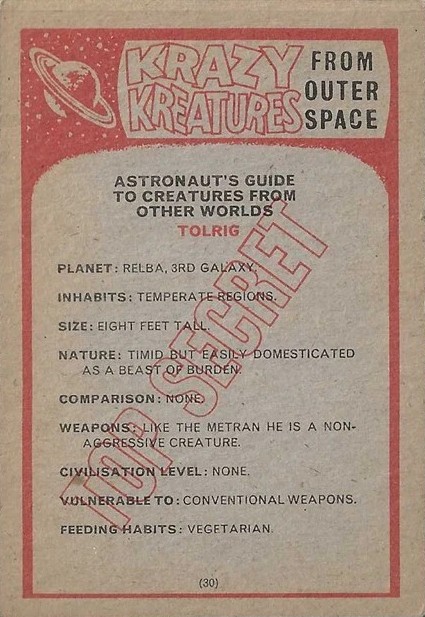 KRAZY
KREATURES
FROM
OUTER
SPACE
ASTRONAUT'S GUIDE
TO CREATURES FROM
OTHER WORLDS
TOLRIG
PLANET: RELBA, 3RD GALAXY.
INHABITS: TEMPERATE REGIONS.
SIZE: EIGHT FEET TALL.
NATURE: TIMID BUT EASILY DOMESTICATED
AS A BEAST OF BURDEN.
COMPARISON: NONE.
WEAPONS: LIKE THE METRAN HE IS A NON-
AGGRESSIVE CREATURE.
CIVILISATION LEVEL: NONE.
VULNERABLE TO: CONVENTIONAL WEAPONS.
FEEDING HABITS: VEGETARIAN.
TOP SECRET
(30)